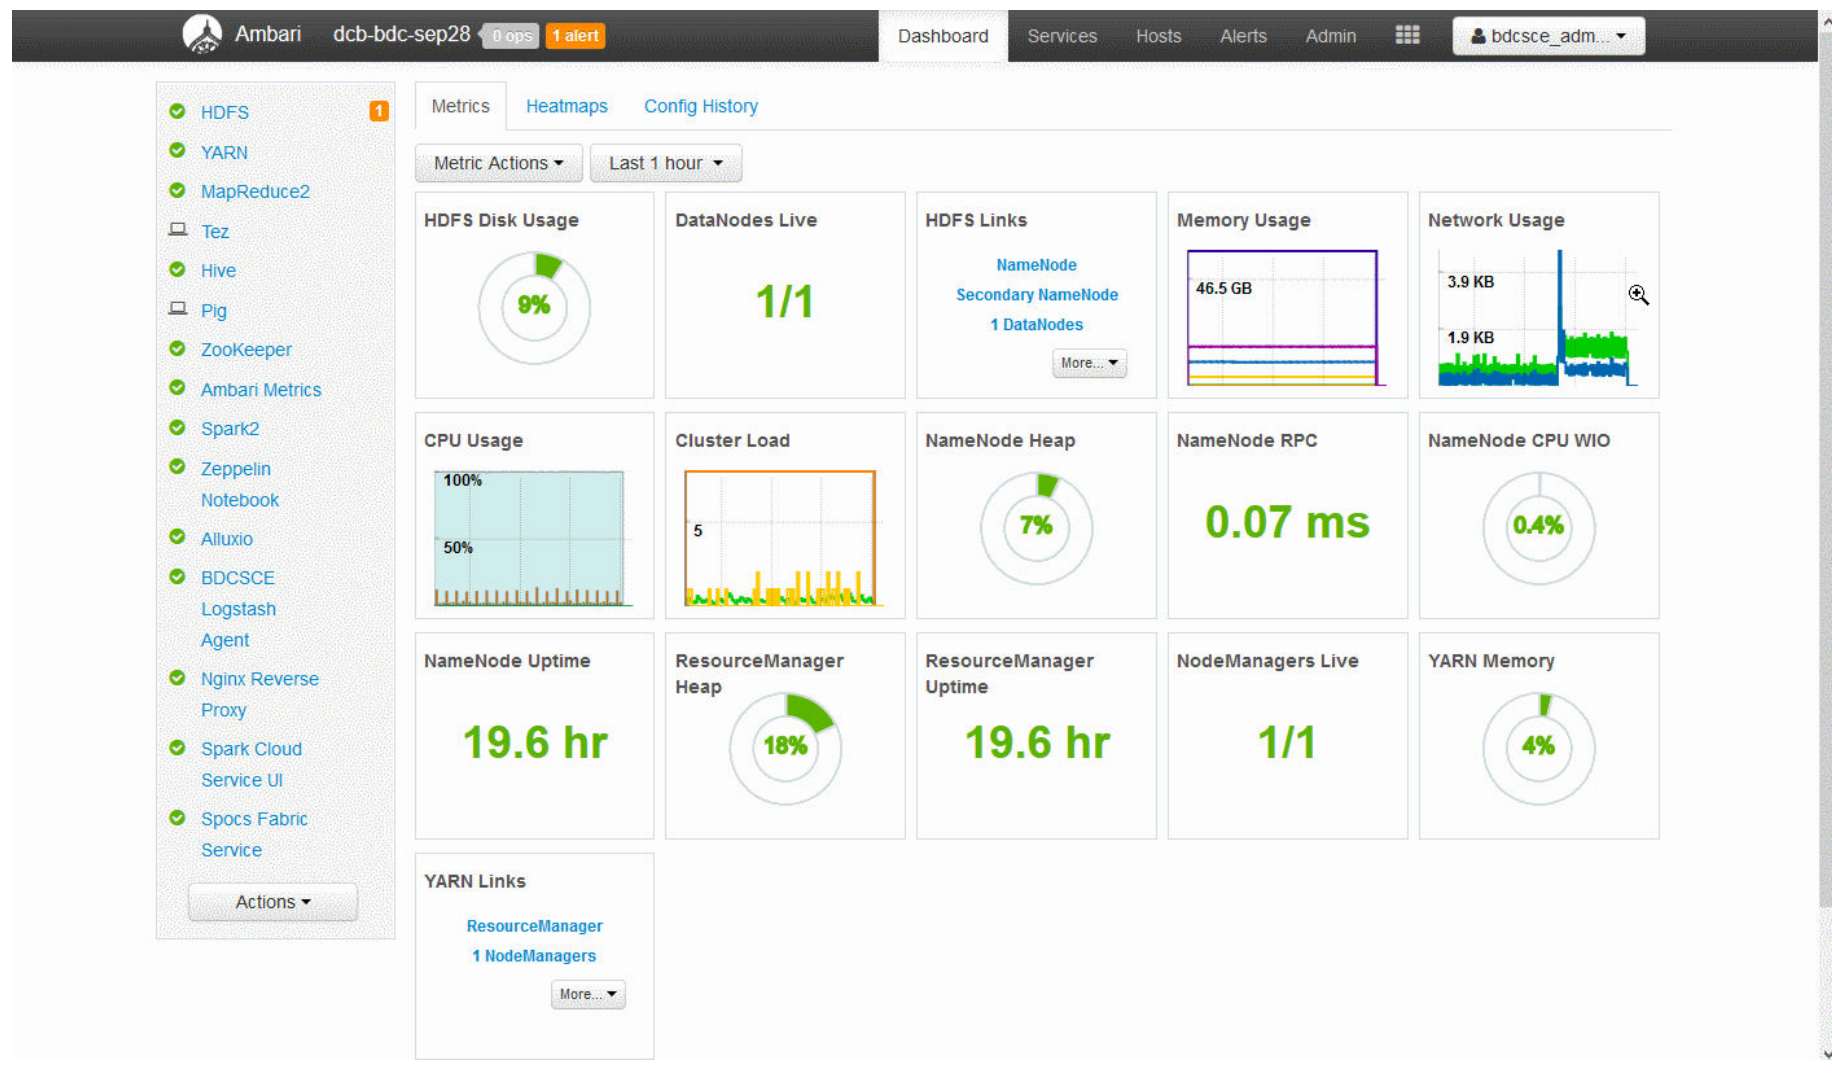 Ambari dcb-bdc-sep28 0 ops 1 alert Dashboard Services Hosts Alerts Admin bdcsce_adm...
HDFS 1
YARN
MapReduce2
Tez
Hive
Pig
ZooKeeper
Ambari Metrics
Spark2
Zeppelin
Notebook
Alluxio
BDCSCE
Logstash
Agent
Nginx Reverse
Proxy
Spark Cloud
Service UI
Spocs Fabric
Service
Actions
Metrics Heatmaps Config History
Metric Actions Last 1 hour
HDFS Disk Usage
9%
DataNodes Live
1/1
HDFS Links
NameNode
Secondary NameNode
1 DataNodes
More...
Memory Usage
46.5 GB
Network Usage
3.9 KB
1.9 KB
CPU Usage
100%
50%
Cluster Load
5
NameNode Heap
7%
NameNode RPC
0.07 ms
NameNode CPU WIO
0.4%
NameNode Uptime
19.6 hr
ResourceManager
Heap
18%
ResourceManager
Uptime
19.6 hr
NodeManagers Live
1/1
YARN Memory
4%
YARN Links
ResourceManager
1 NodeManagers
More...